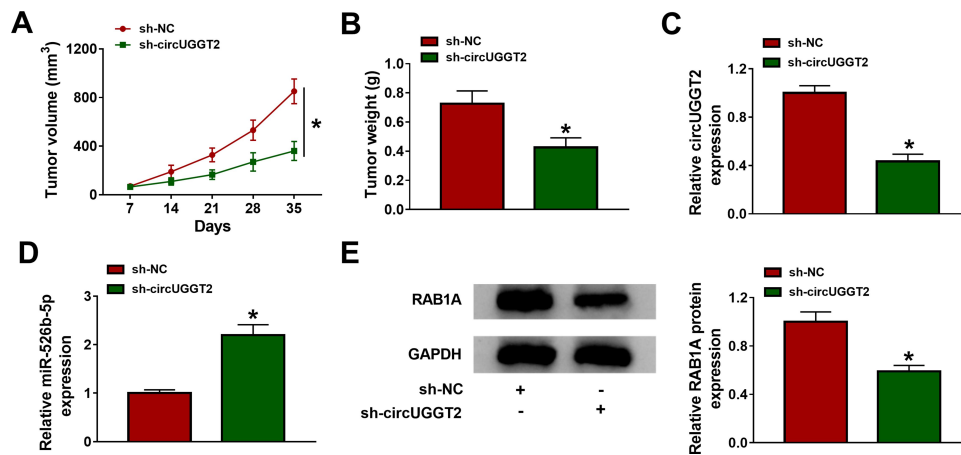 A
sh-NC
sh-circUGGT2
Tumor volume (mm³)
1200
800
400
0
7 14 21 28 35
Days
*
B
sh-NC
sh-circUGGT2
Tumor weight (g)
0.8
0.6
0.4
0.2
0.0
*
C
sh-NC
sh-circUGGT2
Relative circUGGT2
expression
1.2
0.8
0.4
0.0
*
D
sh-NC
sh-circUGGT2
Relative miR-526b-5p
expression
3
2
1
0
*
E
RAB1A
GAPDH
sh-NC + -
sh-circUGGT2 - +
sh-NC
sh-circUGGT2
Relative RAB1A protein
expression
1.2
0.8
0.4
0.0
*